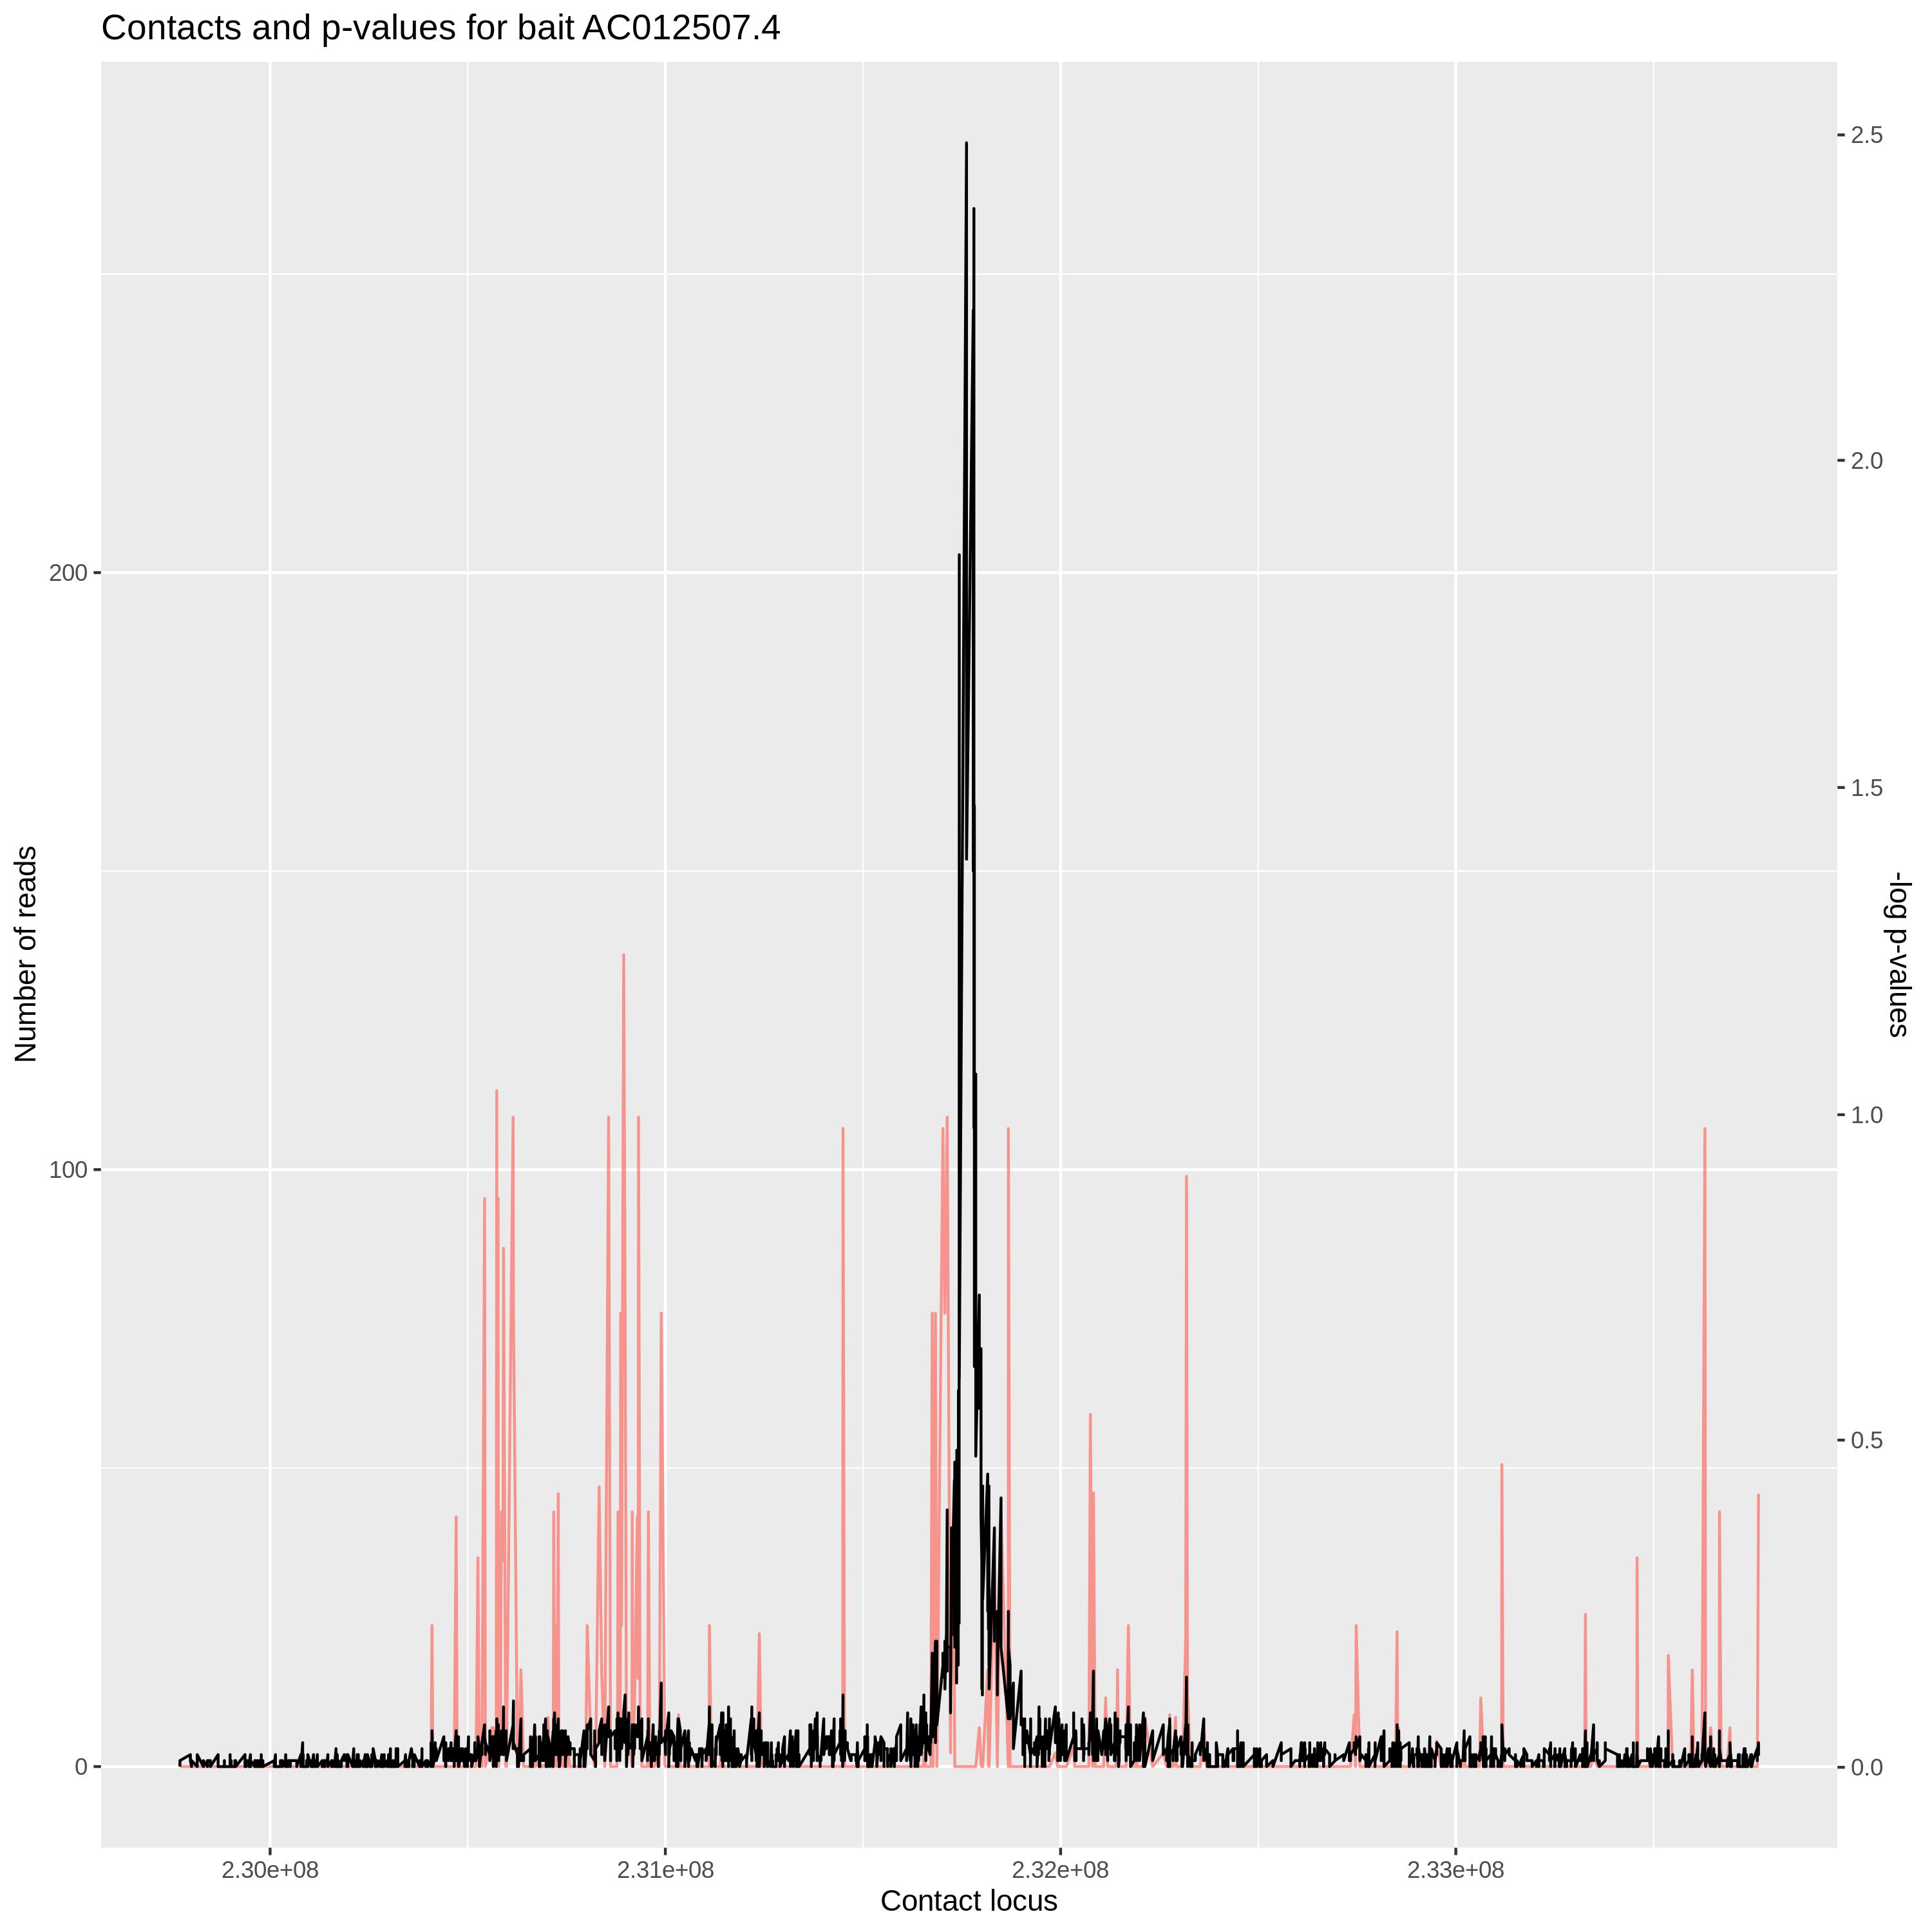 Contacts and p-values for bait AC012507.4
Number of reads
200
100
0
2.5
2.0
1.5
1.0
0.5
0.0
-log p-values
2.30e+08
2.31e+08
2.32e+08
2.33e+08
Contact locus